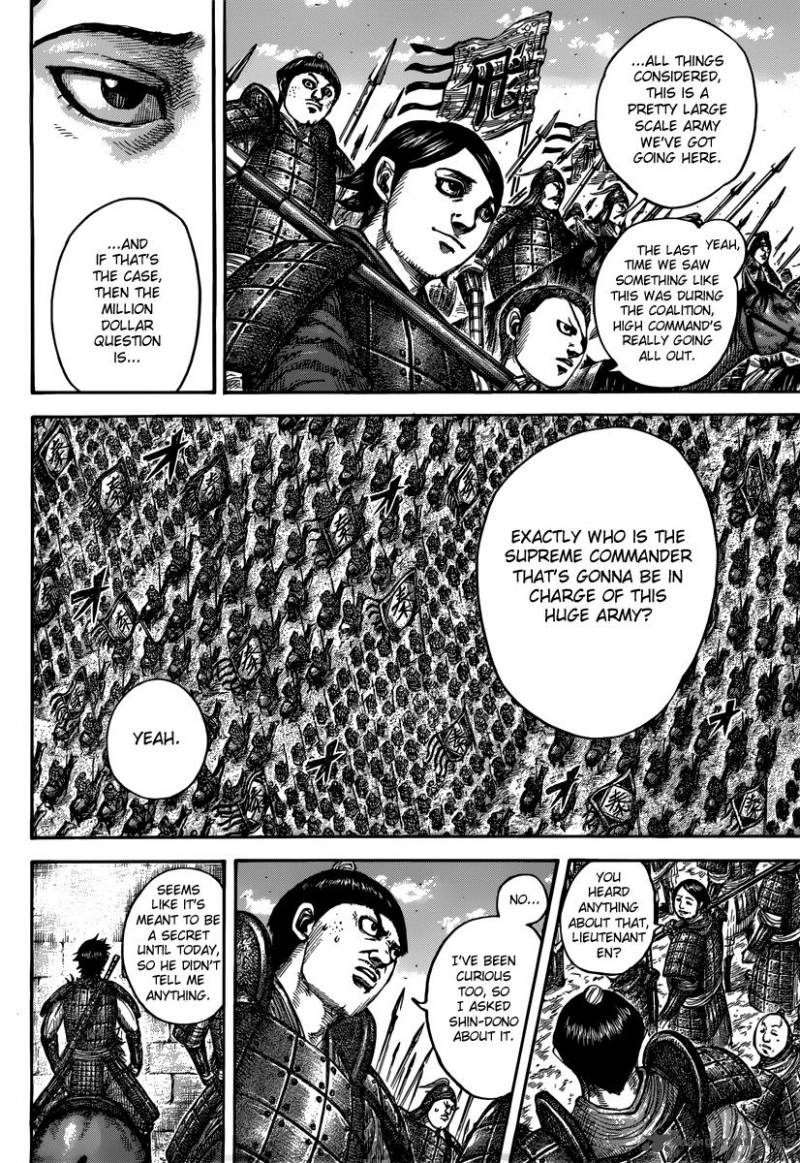 ...ALL THINGS
CONSIDERED,
THIS IS A
PRETTY LARGE
SCALE ARMY
WE'VE GOT
GOING HERE.
飛
YEAH,
THE LAST
TIME WE SAW
SOMETHING LIKE
THIS WAS DURING
THE COALITION,
HIGH COMMAND'S
REALLY GOING
ALL OUT.
...AND
IF THAT'S
THE CASE,
THEN THE
MILLION
DOLLAR
QUESTION
IS...
EXACTLY WHO IS THE
SUPREME COMMANDER
THAT'S GONNA BE IN
CHARGE OF THIS
HUGE ARMY?
YEAH.
YOU
HEARD
ANYTHING
ABOUT THAT,
LIEUTENANT
EN?
NO...
I'VE BEEN
CURIOUS
TOO, SO
I ASKED
SHIN-DONO
ABOUT IT.
SEEMS
LIKE IT'S
MEANT TO BE
A SECRET
UNTIL TODAY,
SO HE DIDN'T
TELL ME
ANYTHING.